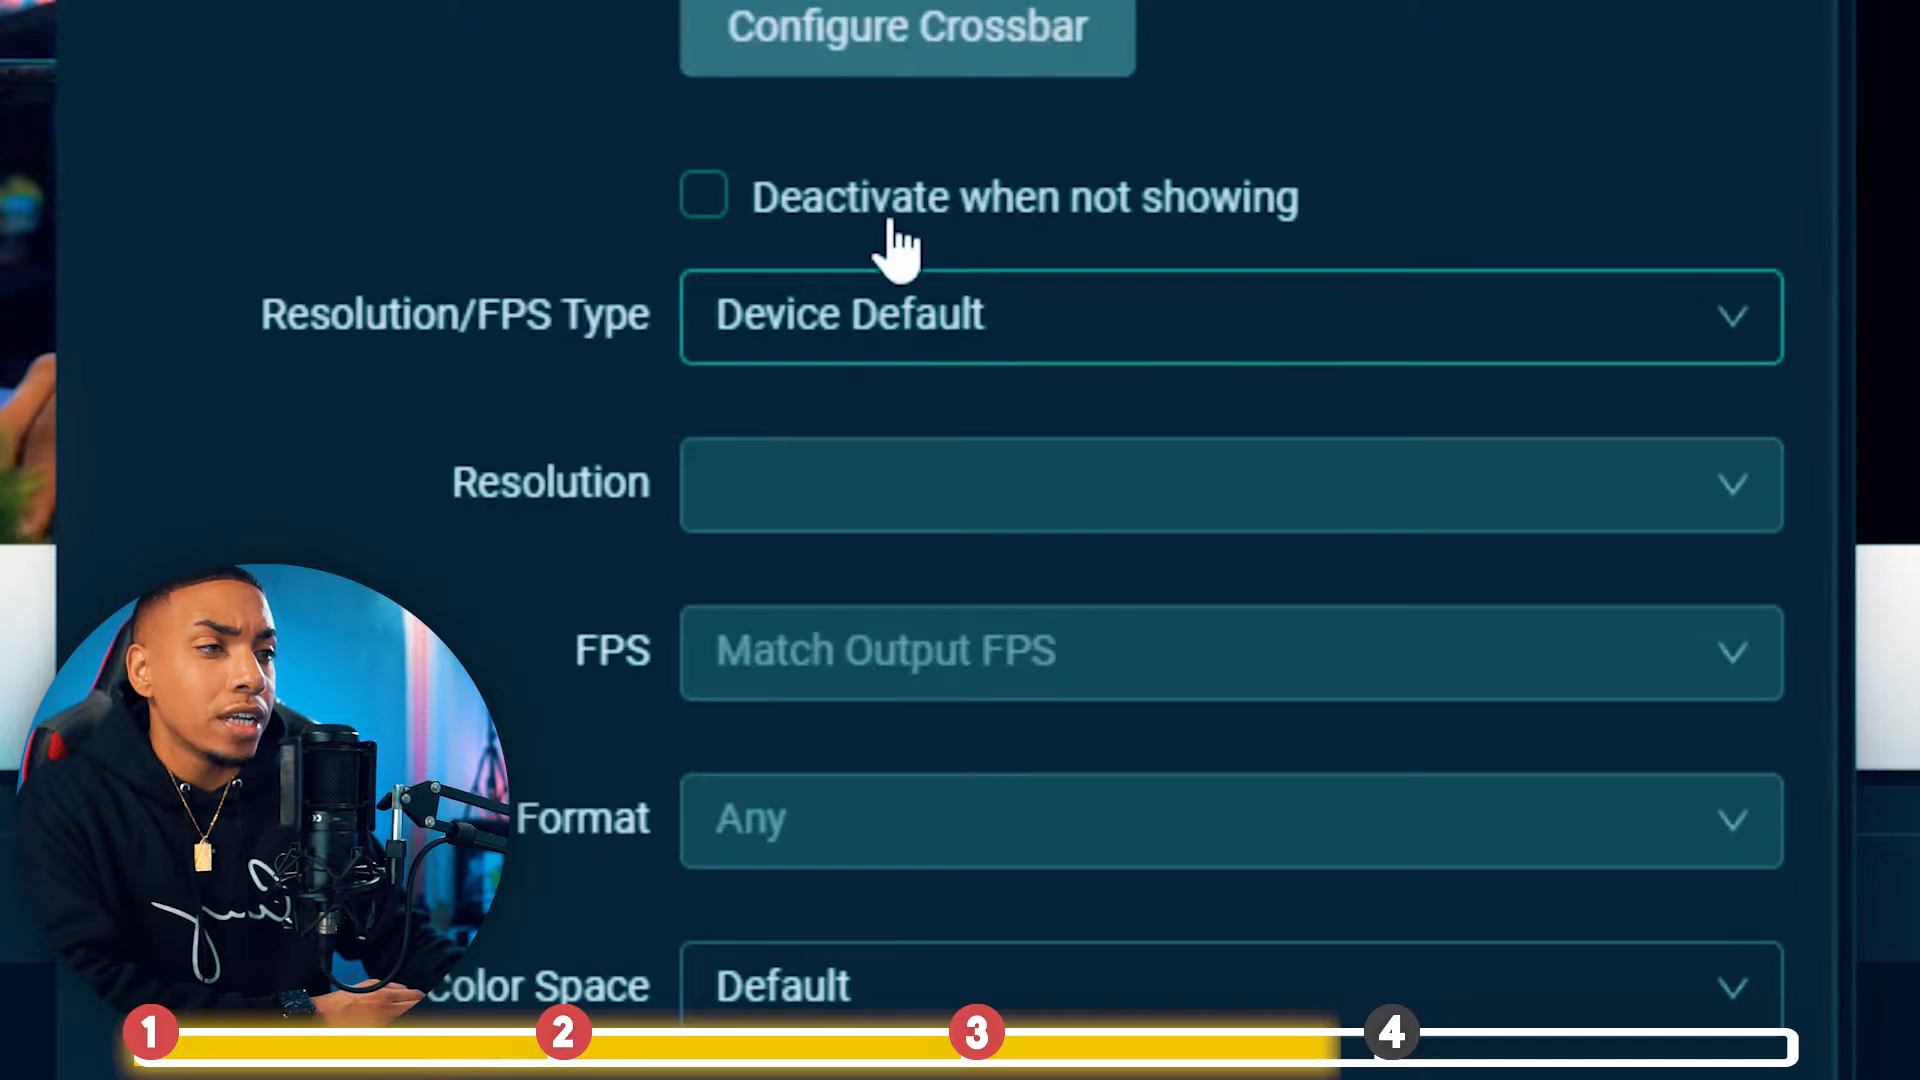 Configure Crossbar
Deactivate when not showing
Resolution/FPS Type
Device Default
Resolution
FPS
Match Output FPS
Format
Any
Color Space
Default
1
2
3
4